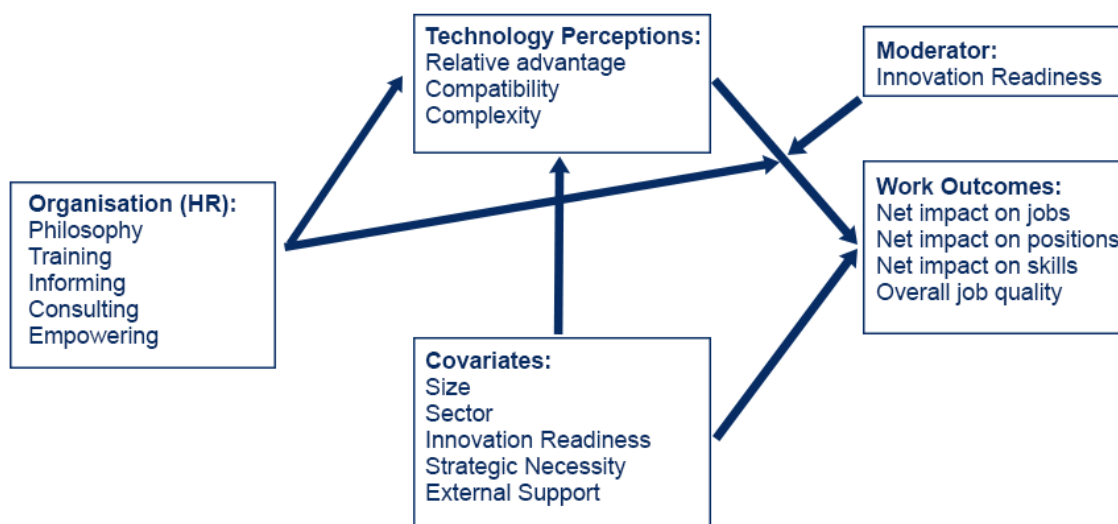 Technology Perceptions:
Relative advantage
Compatibility
Complexity
Moderator:
Innovation Readiness
Organisation (HR):
Philosophy
Training
Informing
Consulting
Empowering
Work Outcomes:
Net impact on jobs
Net impact on positions
Net impact on skills
Overall job quality
Covariates:
Size
Sector
Innovation Readiness
Strategic Necessity
External Support